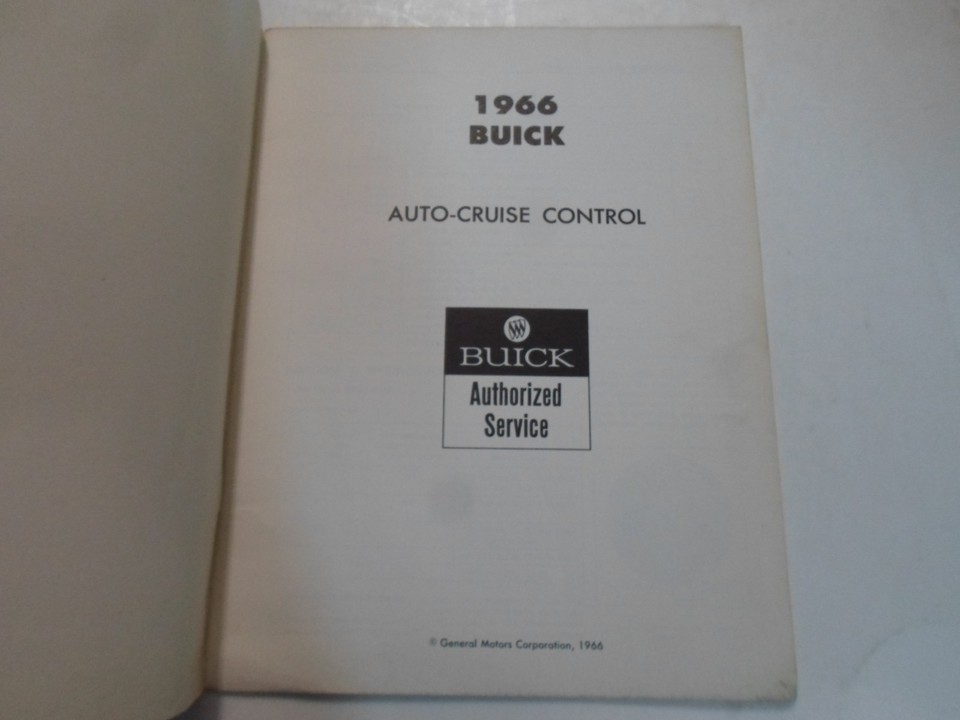 1966
BUICK
AUTO-CRUISE CONTROL
BUICK
Authorized
Service
© General Motors Corporation, 1966